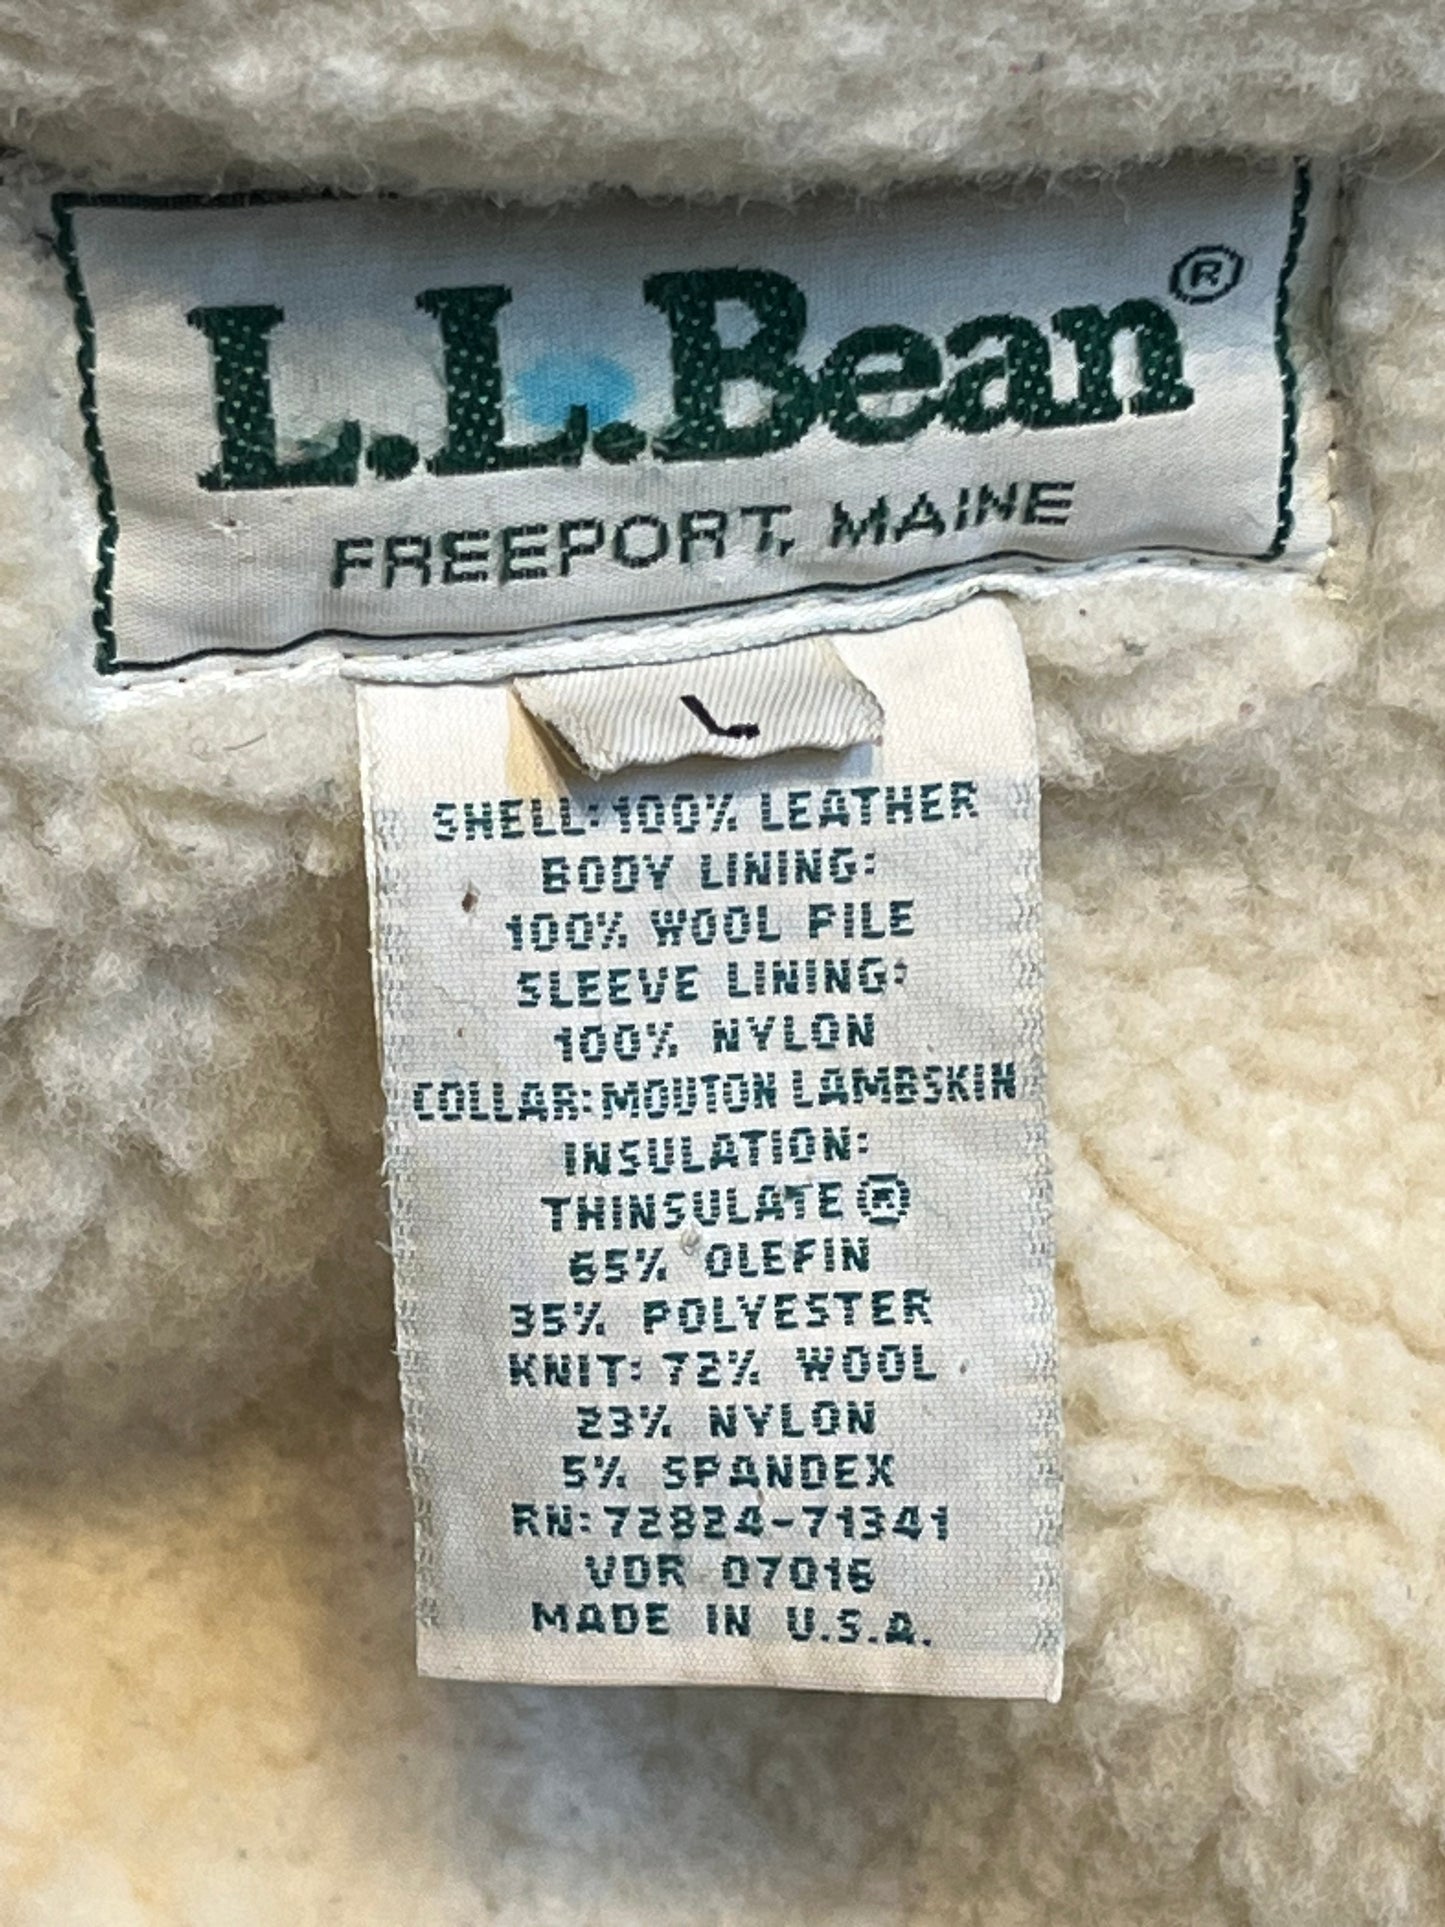 L.L.Bean®
FREEPORT, MAINE
L
SHELL:100% LEATHER
BODY LINING:
100% WOOL PILE
SLEEVE LINING:
100% NYLON
COLLAR:MOUTON LAMBSKIN
INSULATION:
THINSULATE®
65% OLEFIN
35% POLYESTER
KNIT: 72% WOOL
23% NYLON
5% SPANDEX
RN:72824-71341
VDR 07016
MADE IN U.S.A.